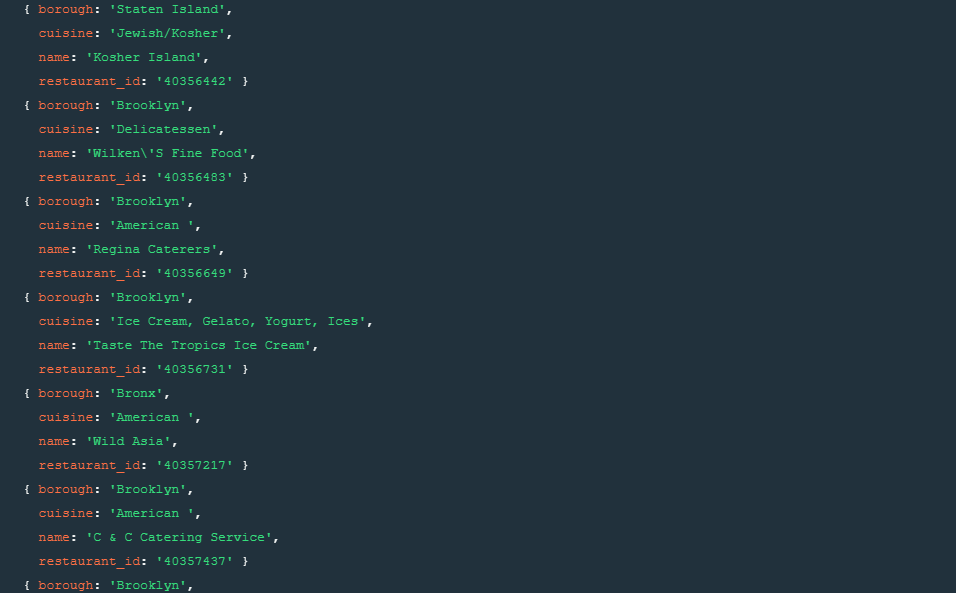 { borough: 'Staten Island',
cuisine: 'Jewish/Kosher',
name: 'Kosher Island',
restaurant_id: '40356442' }
{ borough: 'Brooklyn',
cuisine: 'Delicatessen',
name: 'Wilken\'S Fine Food',
restaurant_id: '40356483' }
{ borough: 'Brooklyn',
cuisine: 'American ',
name: 'Regina Caterers',
restaurant_id: '40356649' }
{ borough: 'Brooklyn',
cuisine: 'Ice Cream, Gelato, Yogurt, Ices',
name: 'Taste The Tropics Ice Cream',
restaurant_id: '40356731' }
{ borough: 'Bronx',
cuisine: 'American ',
name: 'Wild Asia',
restaurant_id: '40357217' }
{ borough: 'Brooklyn',
cuisine: 'American ',
name: 'C & C Catering Service',
restaurant_id: '40357437' }
{ borough: 'Brooklyn',